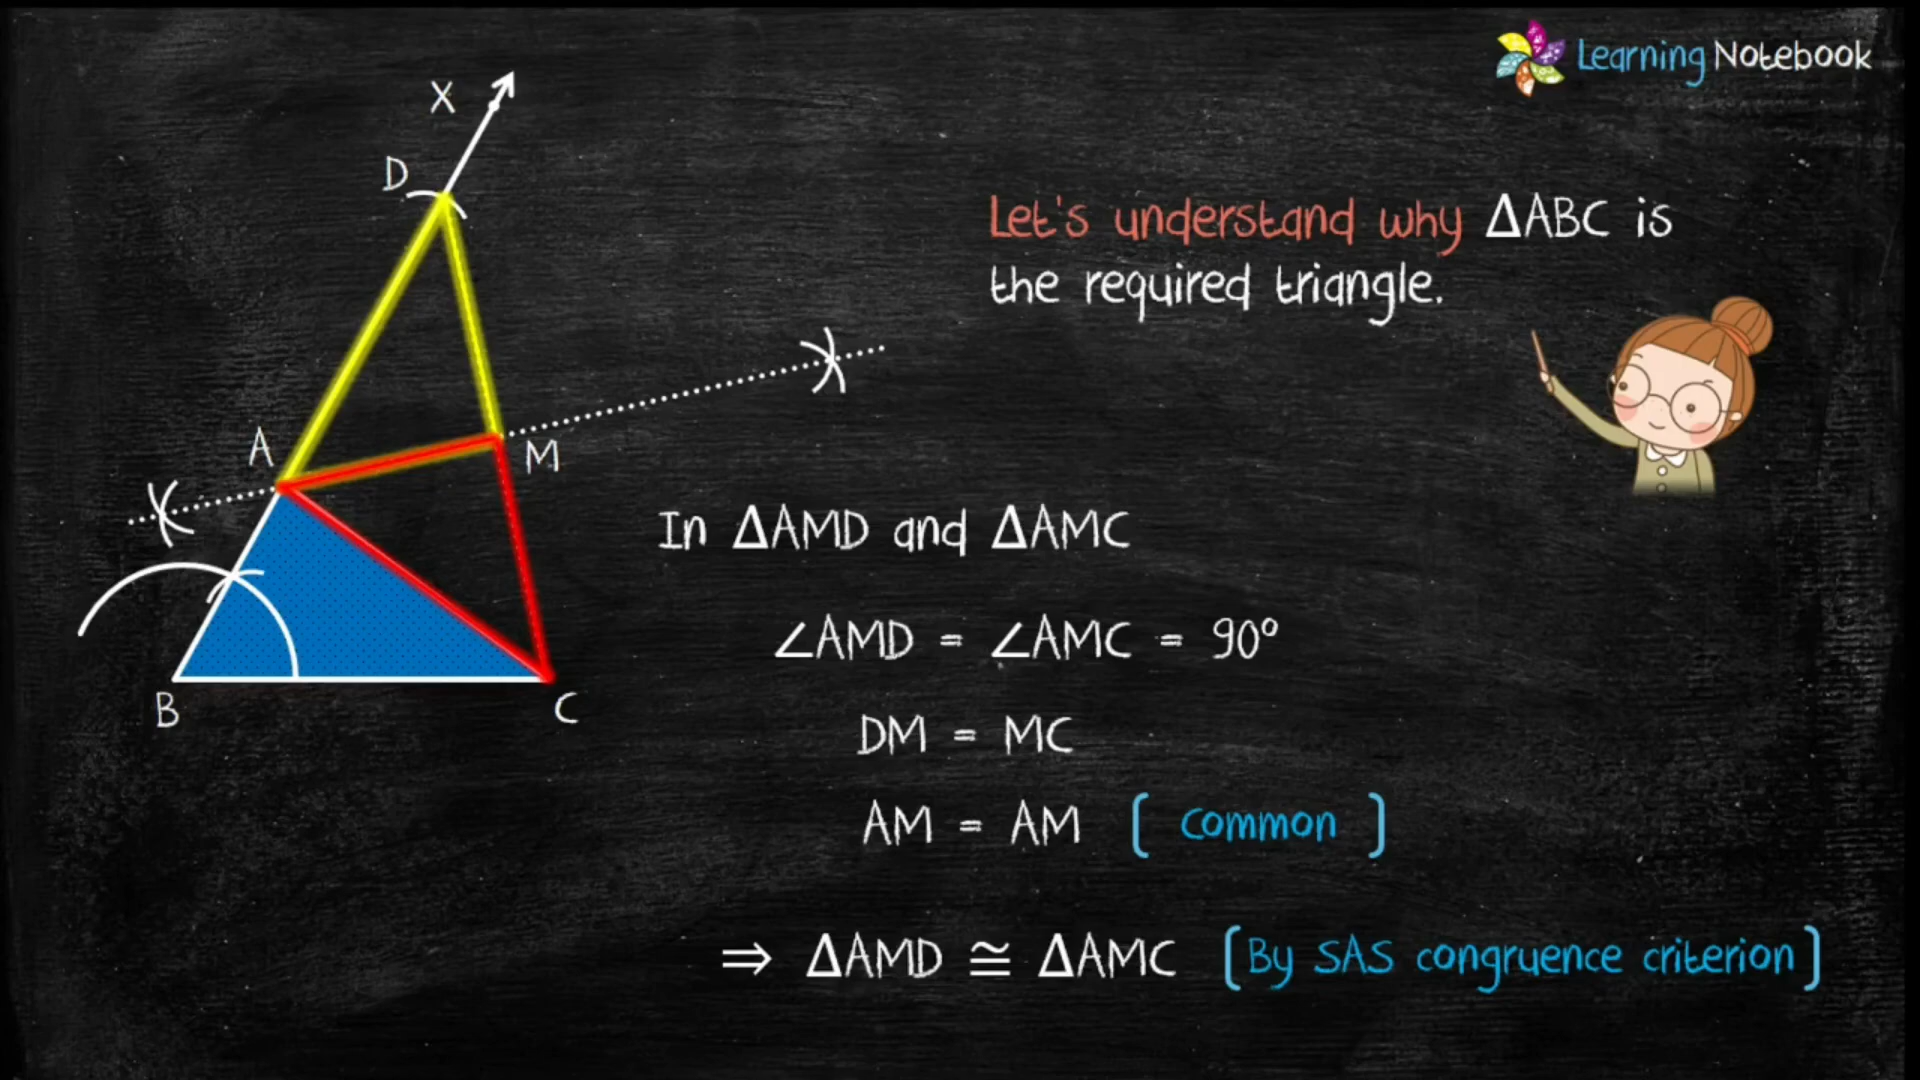 Learning Notebook
X
D
Let's understand why ΔABC is
the required triangle.
A
M
In ΔAMD and ΔAMC
∠AMD = ∠AMC = 90º
B
C
DM = MC
AM = AM [ common ]
⇒ ΔAMD ≅ ΔAMC [By SAS congruence criterion]